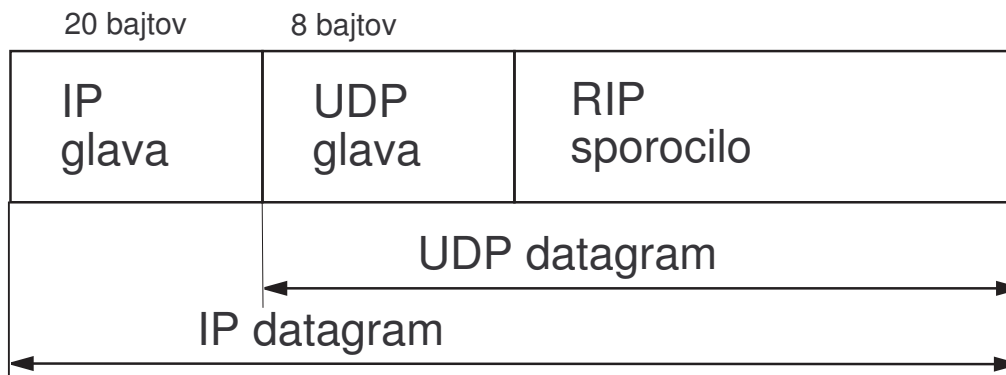 20 bajtov
8 bajtov
IP
glava
UDP
glava
RIP
sporocilo
UDP datagram
IP datagram